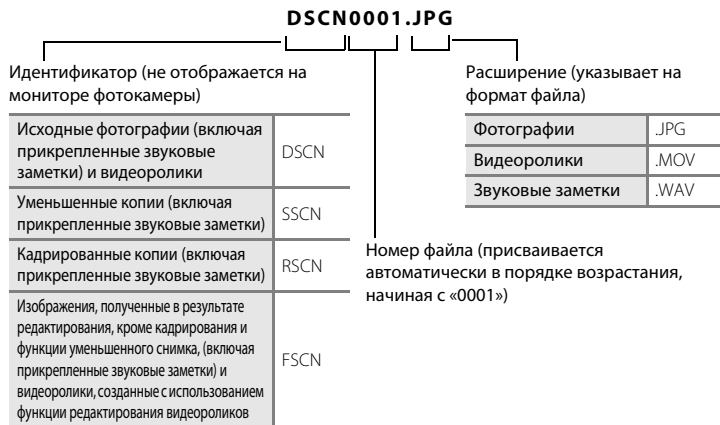 DSCN0001.JPG
Идентификатор (не отображается на
мониторе фотокамеры)
Исходные фотографии (включая
прикрепленные звуковые
заметки) и видеоролики
DSCN
Уменьшенные копии (включая
прикрепленные звуковые заметки)
SSCN
Кадрированные копии (включая
прикрепленные звуковые заметки)
RSCN
Изображения, полученные в результате
редактирования, кроме кадрирования и
функции уменьшенного снимка, (включая
прикрепленные звуковые заметки) и
видеоролики, созданные с использованием
функции редактирования видеороликов
FSCN
Расширение (указывает на
формат файла)
Фотографии .JPG
Видеоролики .MOV
Звуковые заметки .WAV
Номер файла (присваивается
автоматически в порядке возрастания,
начиная с «0001»)